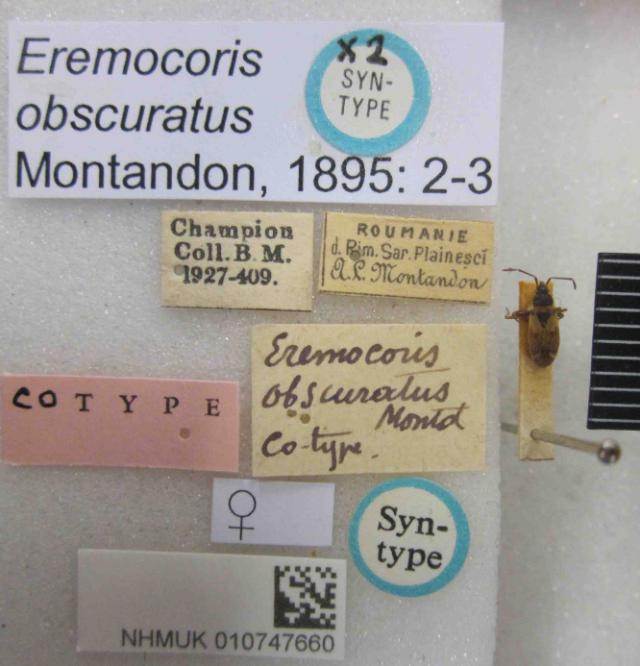 Eremocoris
obscuratus
Montandon, 1895: 2-3
X2
SYN-
TYPE
Champion
Coll. B. M.
1927-409.
ROUMANIE
d. Rim. Sar. Plainesci
A. L. Montandon
COTYPE
Eremocoris
obscuratus
Montd
Co-type.
♀
Syn-
type
NHMUK 010747660